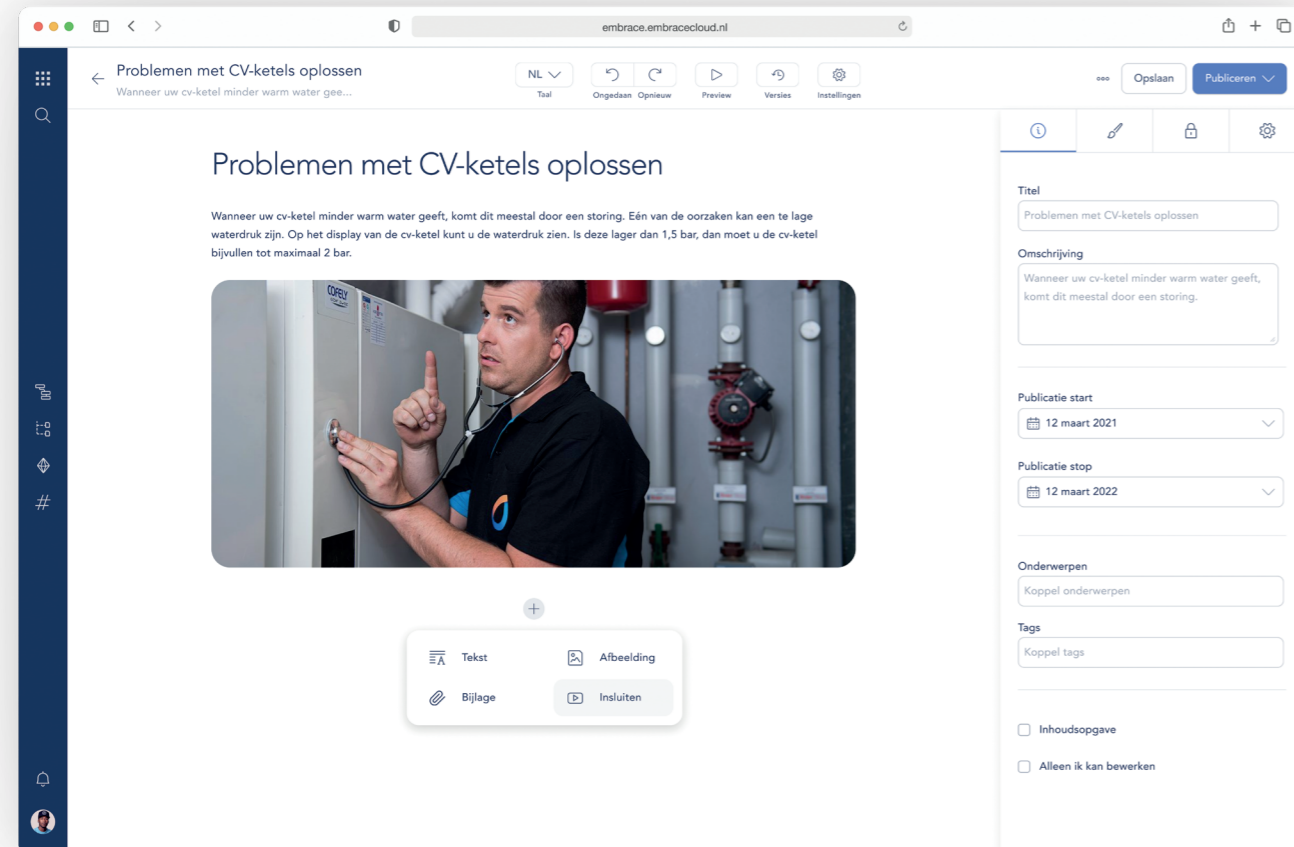 embrace.embracecloud.nl
Problemen met CV-ketels oplossen
Wanneer uw cv-ketel minder warm water gee...
NL
Taal
Ongedaan
Opnieuw
Preview
Versies
Instellingen
Opslaan
Publiceren
Problemen met CV-ketels oplossen
Wanneer uw cv-ketel minder warm water geeft, komt dit meestal door een storing. Eén van de oorzaken kan een te lage
waterdruk zijn. Op het display van de cv-ketel kunt u de waterdruk zien. Is deze lager dan 1,5 bar, dan moet u de cv-ketel
bijvullen tot maximaal 2 bar.
COFELY
Tekst
Afbeelding
Bijlage
Insluiten
Titel
Problemen met CV-ketels oplossen
Omschrijving
Wanneer uw cv-ketel minder warm water geeft,
komt dit meestal door een storing.
Publicatie start
12 maart 2021
Publicatie stop
12 maart 2022
Onderwerpen
Koppel onderwerpen
Tags
Koppel tags
Inhoudsopgave
Alleen ik kan bewerken